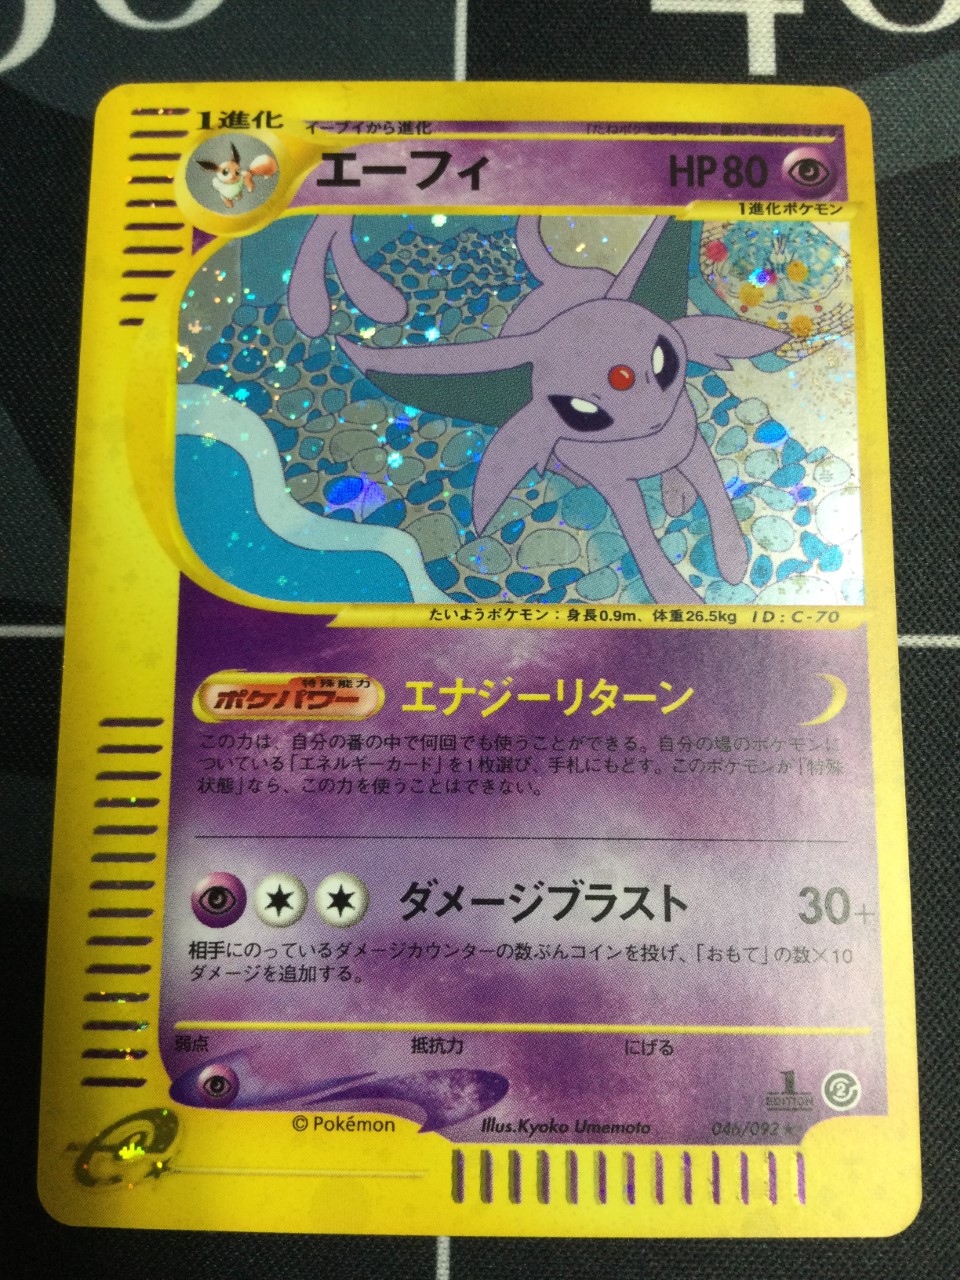 1進化 イーブイから進化
エーフィ HP80
1進化ポケモン
たいようポケモン：身長0.9m、体重26.5kg ID:C-70
特殊能力
ポケパワー エナジーリターン
この力は、自分の番の中で何回でも使うことができる。自分の場のポケモンに
ついている「エネルギーカード」を1枚選び、手札にもどす。このポケモンが「特殊
状態」なら、この力を使うことはできない。
ダメージブラスト 30+
相手にのっているダメージカウンターの数ぶんコインを投げ、「おもて」の数×10
ダメージを追加する。
弱点 抵抗力 にげる
1
EDITION
2
© Pokémon Illus.Kyoko Umemoto 046/092 ★
e